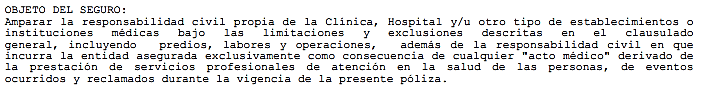 OBJETO DEL SEGURO:
Amparar la responsabilidad civil propia de la Clínica, Hospital y/u otro tipo de establecimientos o
instituciones médicas bajo las limitaciones y exclusiones descritas en el clausulado
general, incluyendo predios, labores y operaciones, además de la responsabilidad civil en que
incurra la entidad asegurada exclusivamente como consecuencia de cualquier "acto médico" derivado de
la prestación de servicios profesionales de atención en la salud de las personas, de eventos
ocurridos y reclamados durante la vigencia de la presente póliza.